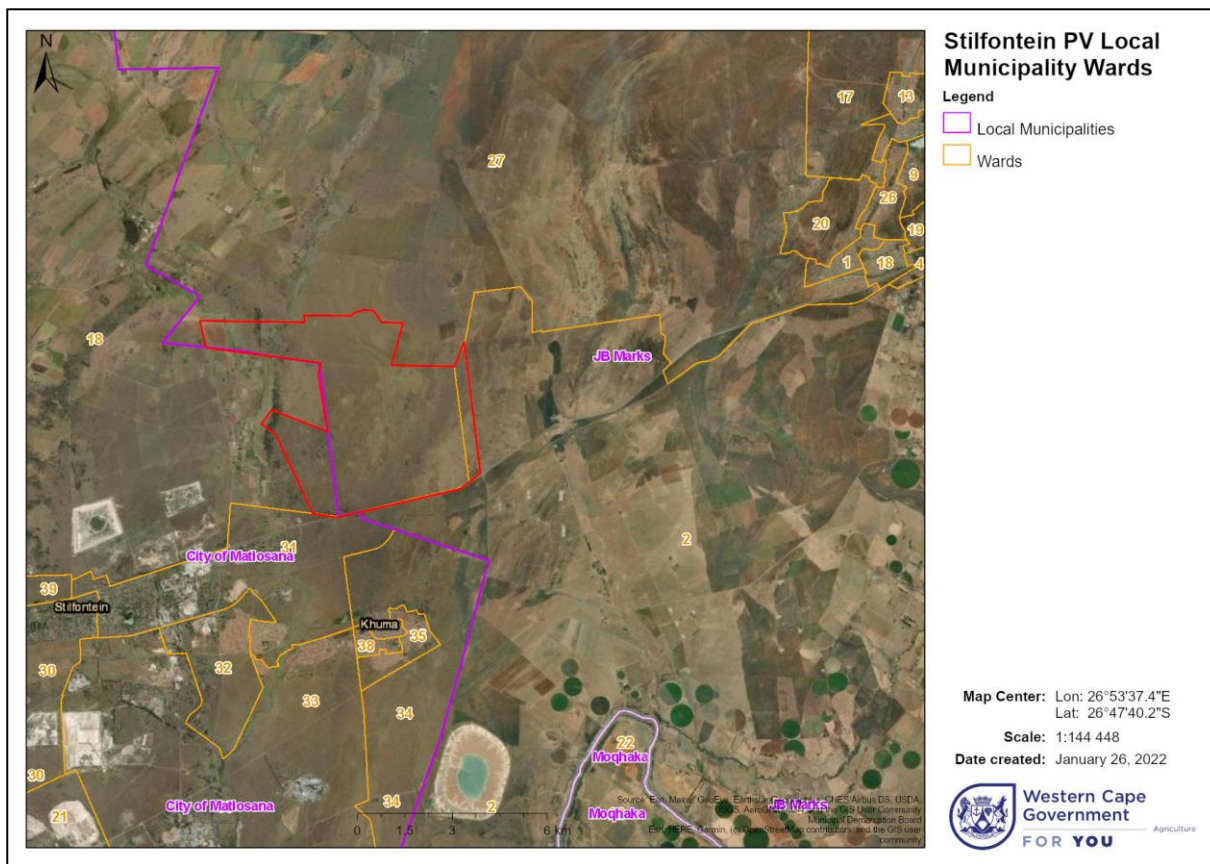 N
Stilfontein PV Local
Municipality Wards
Legend
Local Municipalities
Wards
17
13
27
9
26
20
19
1
18
4
18
JB Marks
2
31
City of Matlosana
39
Stilfontein
Khuma
35
38
30
32
33
34
22
Moqhaka
30
34
2
21
City of Matlosana
Moqhaka
JB Marks
0 1.5 3 6 km
Municipal Demarcation Board
community
Map Center: Lon: 26°53'37.4"E
Lat: 26°47'40.2"S
Scale: 1:144 448
Date created: January 26, 2022
Western Cape
Government
Agriculture
FOR YOU